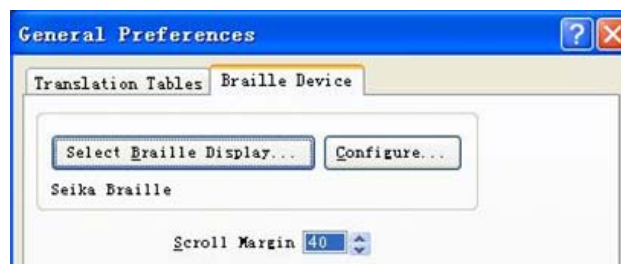 General Preferences
Translation Tables Braille Device
Select Braille Display... Configure...
Seika Braille
Scroll Margin 40